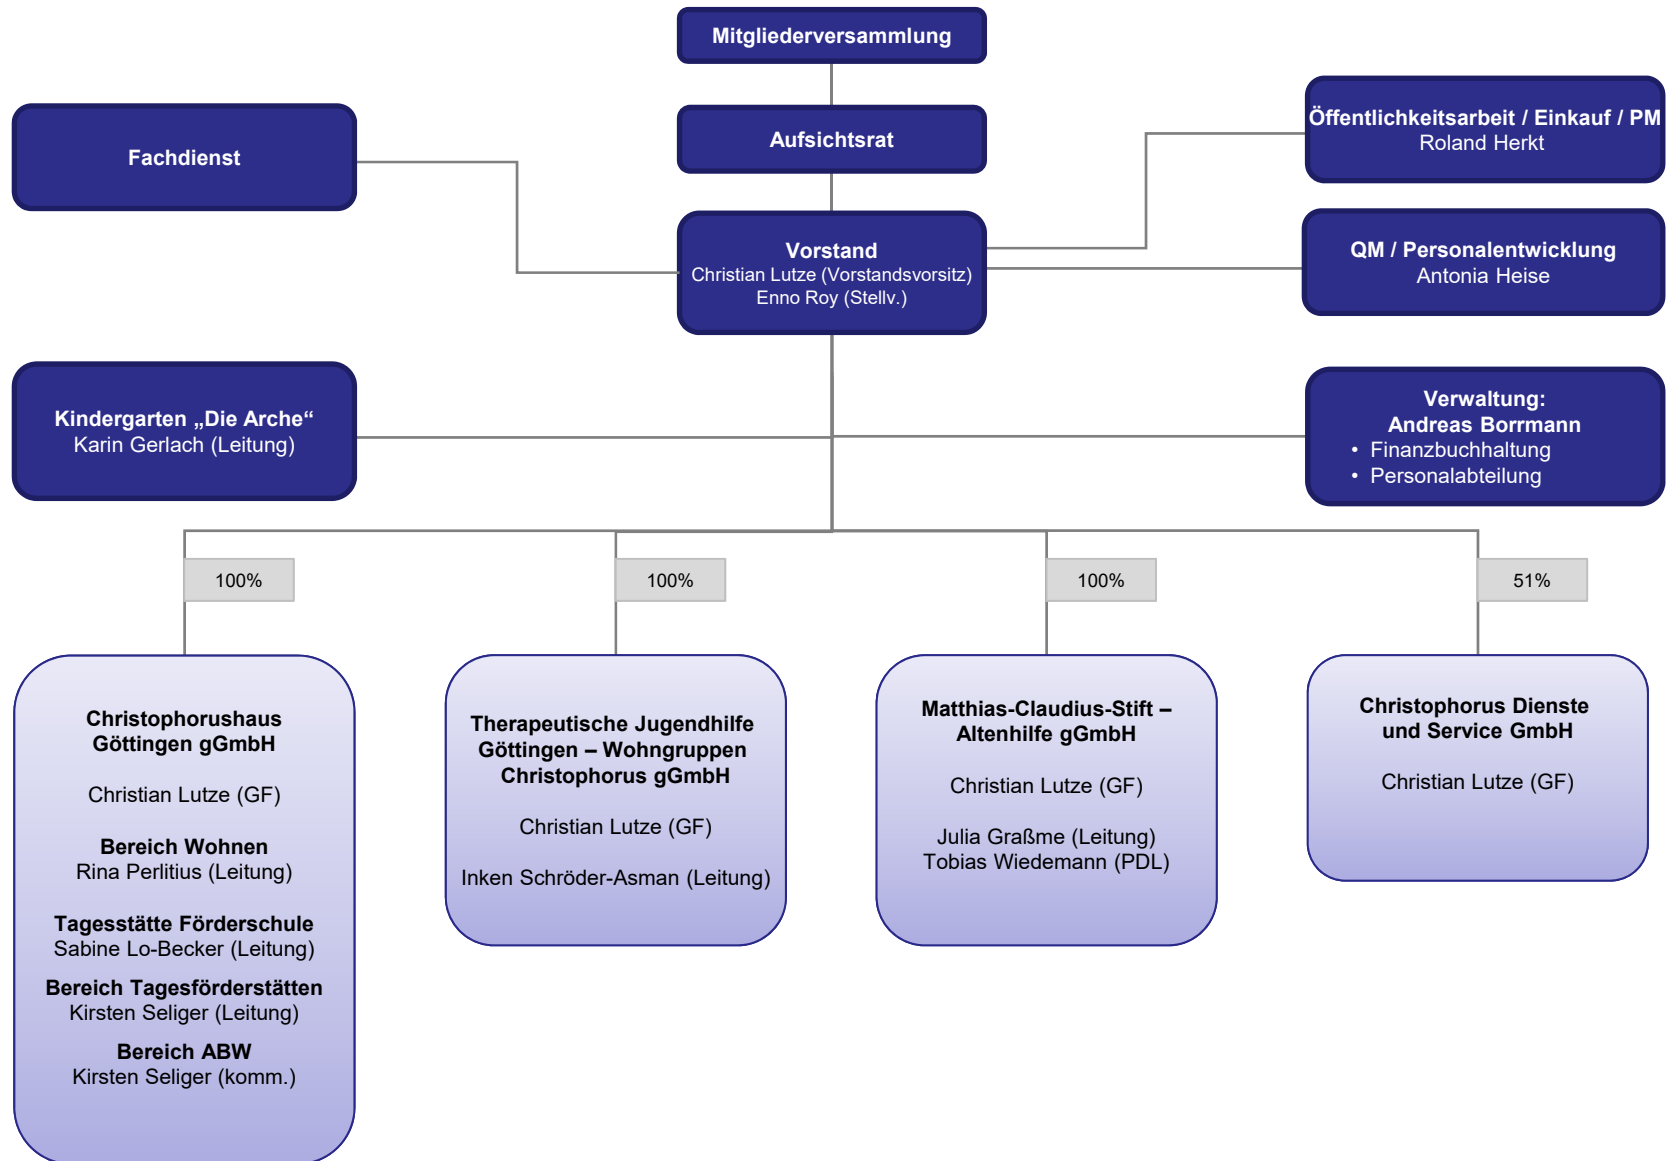 Mitgliederversammlung
Aufsichtsrat
Fachdienst
Öffentlichkeitsarbeit / Einkauf / PM
Roland Herkt
Vorstand
Christian Lutze (Vorstandsvorsitz)
Enno Roy (Stellv.)
QM / Personalentwicklung
Antonia Heise
Kindergarten „Die Arche“
Karin Gerlach (Leitung)
Verwaltung:
Andreas Borrmann
• Finanzbuchhaltung
• Personalabteilung
100%
100%
100%
51%
Christophorushaus
Göttingen gGmbH
Christian Lutze (GF)
Bereich Wohnen
Rina Perlitius (Leitung)
Tagesstätte Förderschule
Sabine Lo-Becker (Leitung)
Bereich Tagesförderstätten
Kirsten Seliger (Leitung)
Bereich ABW
Kirsten Seliger (komm.)
Therapeutische Jugendhilfe
Göttingen – Wohngruppen
Christophorus gGmbH
Christian Lutze (GF)
Inken Schröder-Asman (Leitung)
Matthias-Claudius-Stift –
Altenhilfe gGmbH
Christian Lutze (GF)
Julia Graßme (Leitung)
Tobias Wiedemann (PDL)
Christophorus Dienste
und Service GmbH
Christian Lutze (GF)